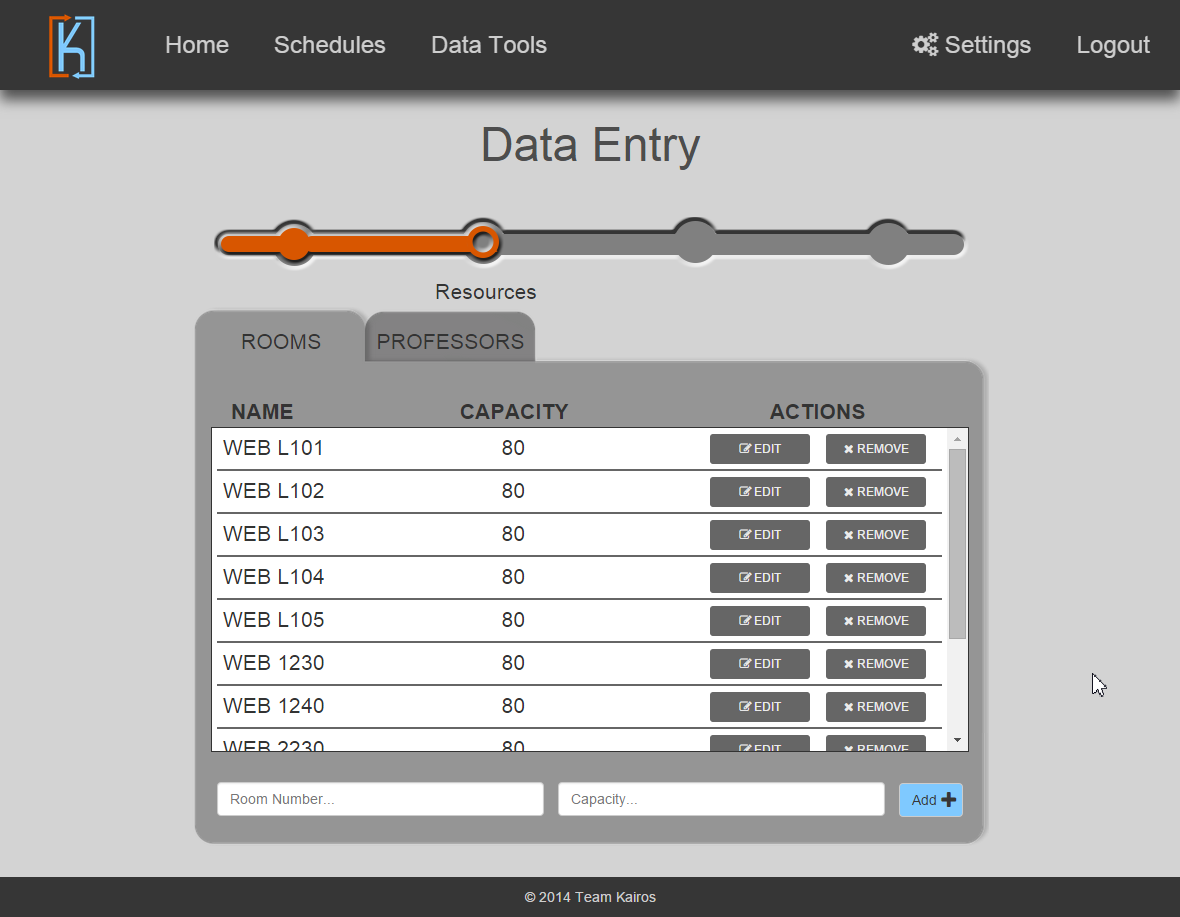 K
Home Schedules Data Tools Settings Logout
Data Entry
Resources
ROOMS PROFESSORS
NAME CAPACITY ACTIONS
WEB L101 80 EDIT REMOVE
WEB L102 80 EDIT REMOVE
WEB L103 80 EDIT REMOVE
WEB L104 80 EDIT REMOVE
WEB L105 80 EDIT REMOVE
WEB 1230 80 EDIT REMOVE
WEB 1240 80 EDIT REMOVE
WEB 2230 80 EDIT REMOVE
Room Number... Capacity... Add
© 2014 Team Kairos